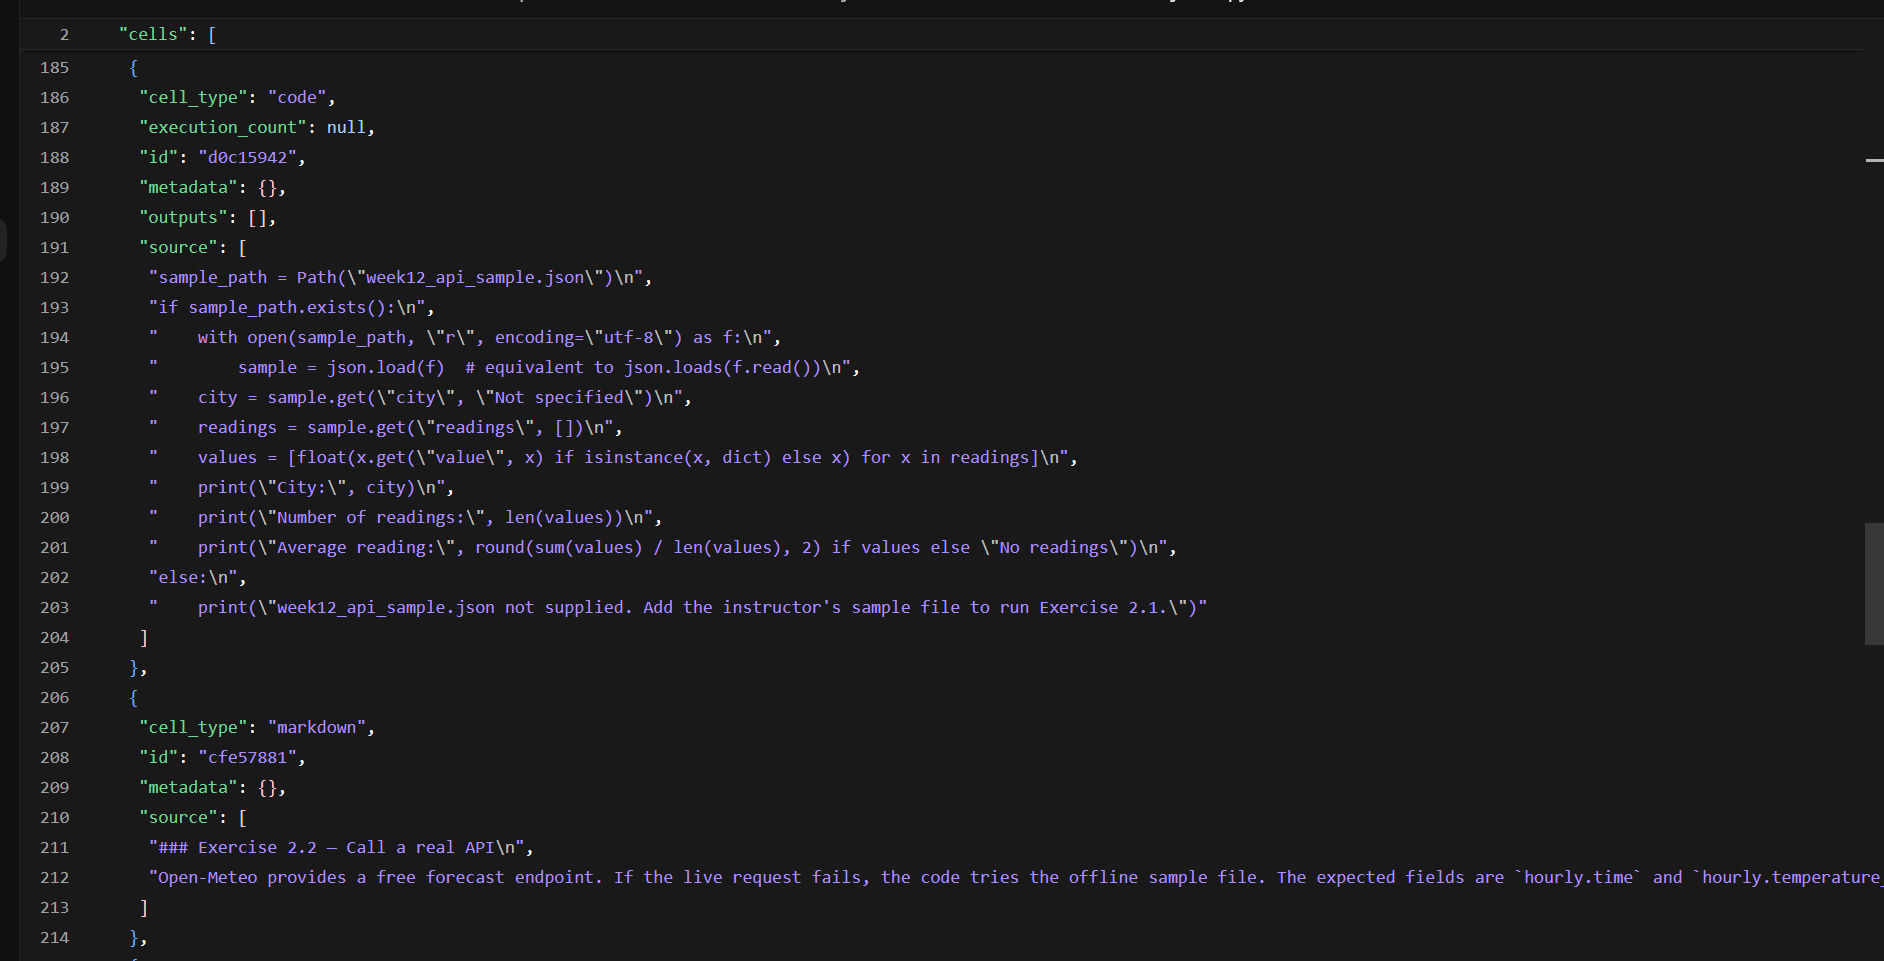 2 "cells": [
185 {
186 "cell_type": "code",
187 "execution_count": null,
188 "id": "d0c15942",
189 "metadata": {},
190 "outputs": [],
191 "source": [
192 "sample_path = Path(\"week12_api_sample.json\")\n",
193 "if sample_path.exists():\n",
194 "    with open(sample_path, \"r\", encoding=\"utf-8\") as f:\n",
195 "        sample = json.load(f)  # equivalent to json.loads(f.read())\n",
196 "    city = sample.get(\"city\", \"Not specified\")\n",
197 "    readings = sample.get(\"readings\", [])\n",
198 "    values = [float(x.get(\"value\", x) if isinstance(x, dict) else x) for x in readings]\n",
199 "    print(\"City:\", city)\n",
200 "    print(\"Number of readings:\", len(values))\n",
201 "    print(\"Average reading:\", round(sum(values) / len(values), 2) if values else \"No readings\")\n",
202 "else:\n",
203 "    print(\"week12_api_sample.json not supplied. Add the instructor's sample file to run Exercise 2.1.\")"
204 ]
205 },
206 {
207 "cell_type": "markdown",
208 "id": "cfe57881",
209 "metadata": {},
210 "source": [
211 "### Exercise 2.2 – Call a real API\n",
212 "Open-Meteo provides a free forecast endpoint. If the live request fails, the code tries the offline sample file. The expected fields are `hourly.time` and `hourly.temperature_
213 ]
214 },